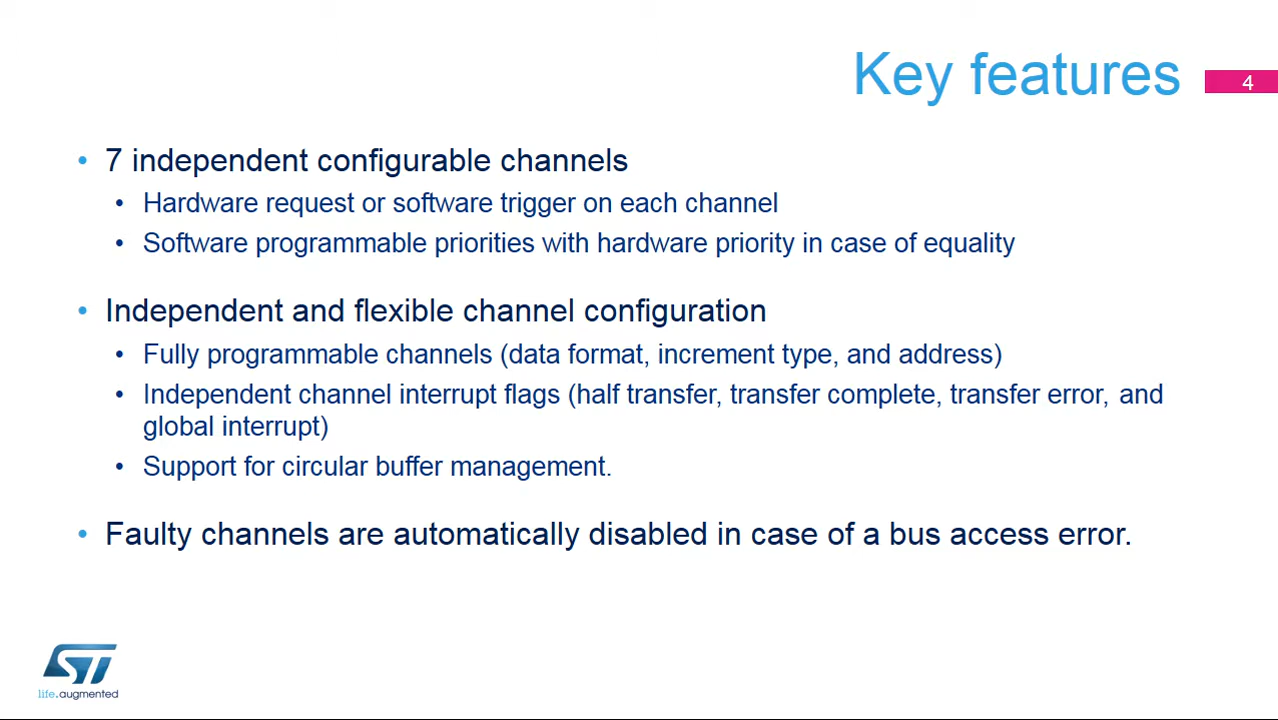 Key features
4
• 7 independent configurable channels
• Hardware request or software trigger on each channel
• Software programmable priorities with hardware priority in case of equality
• Independent and flexible channel configuration
• Fully programmable channels (data format, increment type, and address)
• Independent channel interrupt flags (half transfer, transfer complete, transfer error, and
global interrupt)
• Support for circular buffer management.
• Faulty channels are automatically disabled in case of a bus access error.
ST
life.augmented